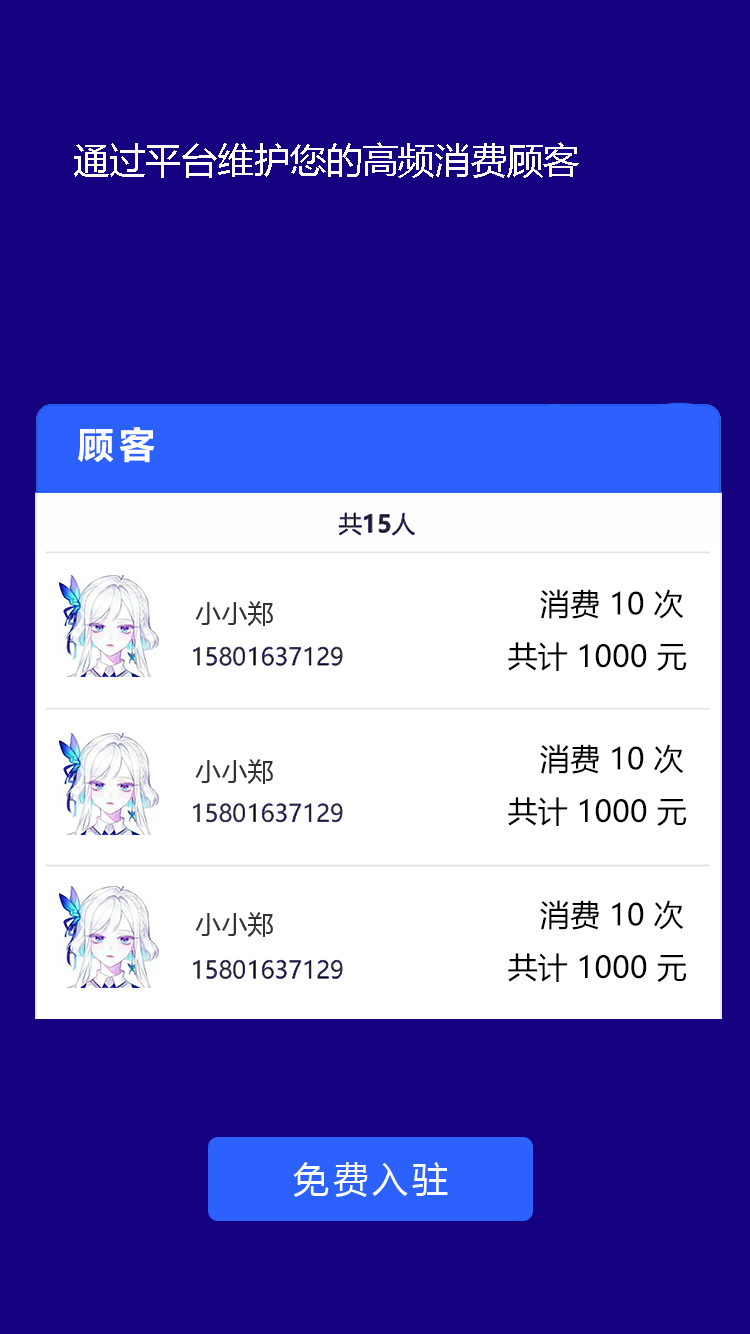 通过平台维护您的高频消费顾客
顾客
共15人
小小郑
消费 10 次
15801637129
共计 1000 元
小小郑
消费 10 次
15801637129
共计 1000 元
小小郑
消费 10 次
15801637129
共计 1000 元
免费入驻